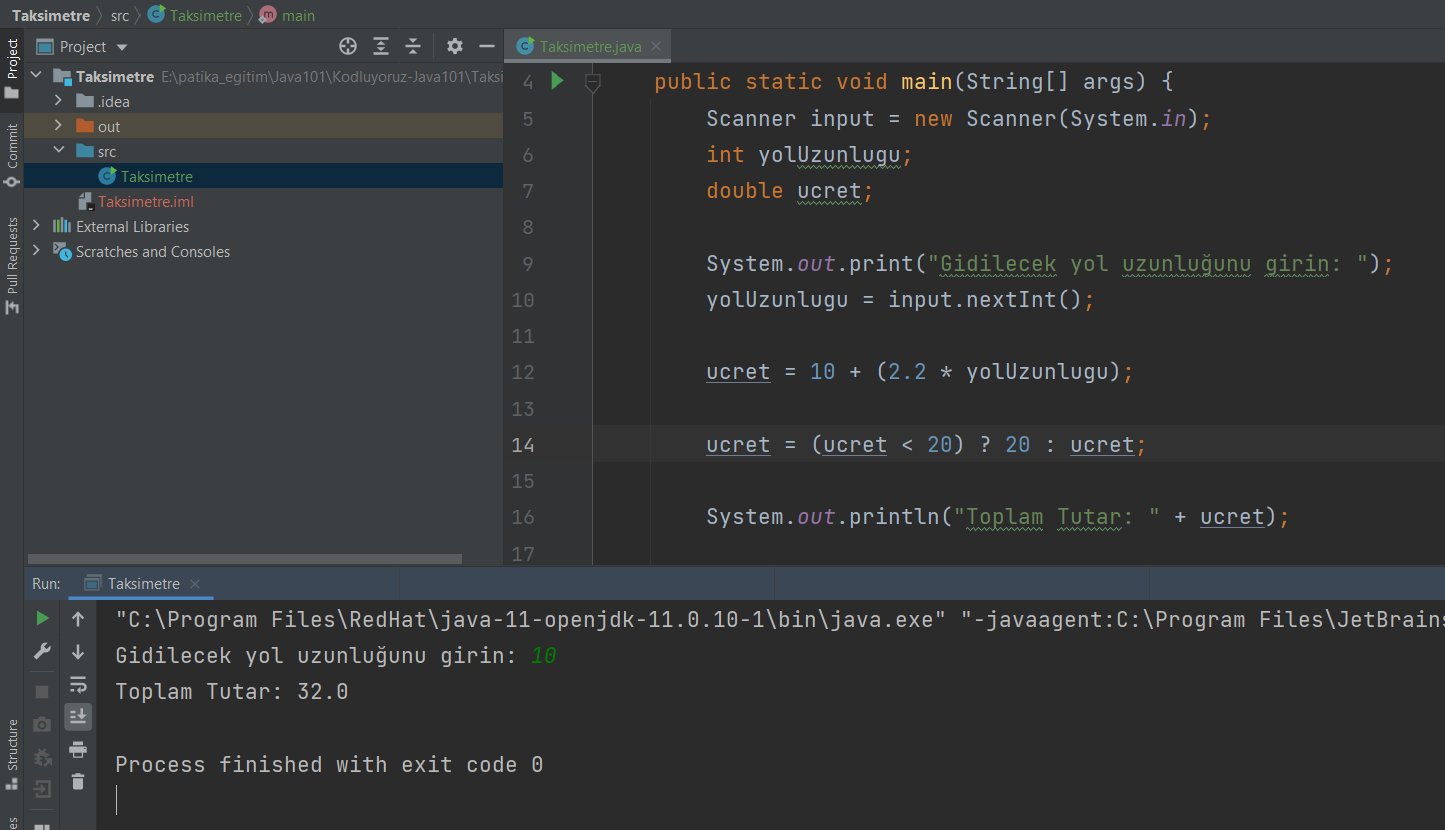 Taksimetre src Taksimetre main
Project
Taksimetre.java
Project
Commit
Pull Requests
Structure
Taksimetre E:\patika_egitim\Java101\Kodluyoruz-Java101\Taksi
.idea
out
src
Taksimetre
Taksimetre.iml
External Libraries
Scratches and Consoles
4 public static void main(String[] args) {
5 Scanner input = new Scanner(System.in);
6 int yolUzunlugu;
7 double ucret;
8
9 System.out.print("Gidilecek yol uzunluğunu girin: ");
10 yolUzunlugu = input.nextInt();
11
12 ucret = 10 + (2.2 * yolUzunlugu);
13
14 ucret = (ucret < 20) ? 20 : ucret;
15
16 System.out.println("Toplam Tutar: " + ucret);
17
Run: Taksimetre
"C:\Program Files\RedHat\java-11-openjdk-11.0.10-1\bin\java.exe" "-javaagent:C:\Program Files\JetBrains
Gidilecek yol uzunluğunu girin: 10
Toplam Tutar: 32.0
Process finished with exit code 0